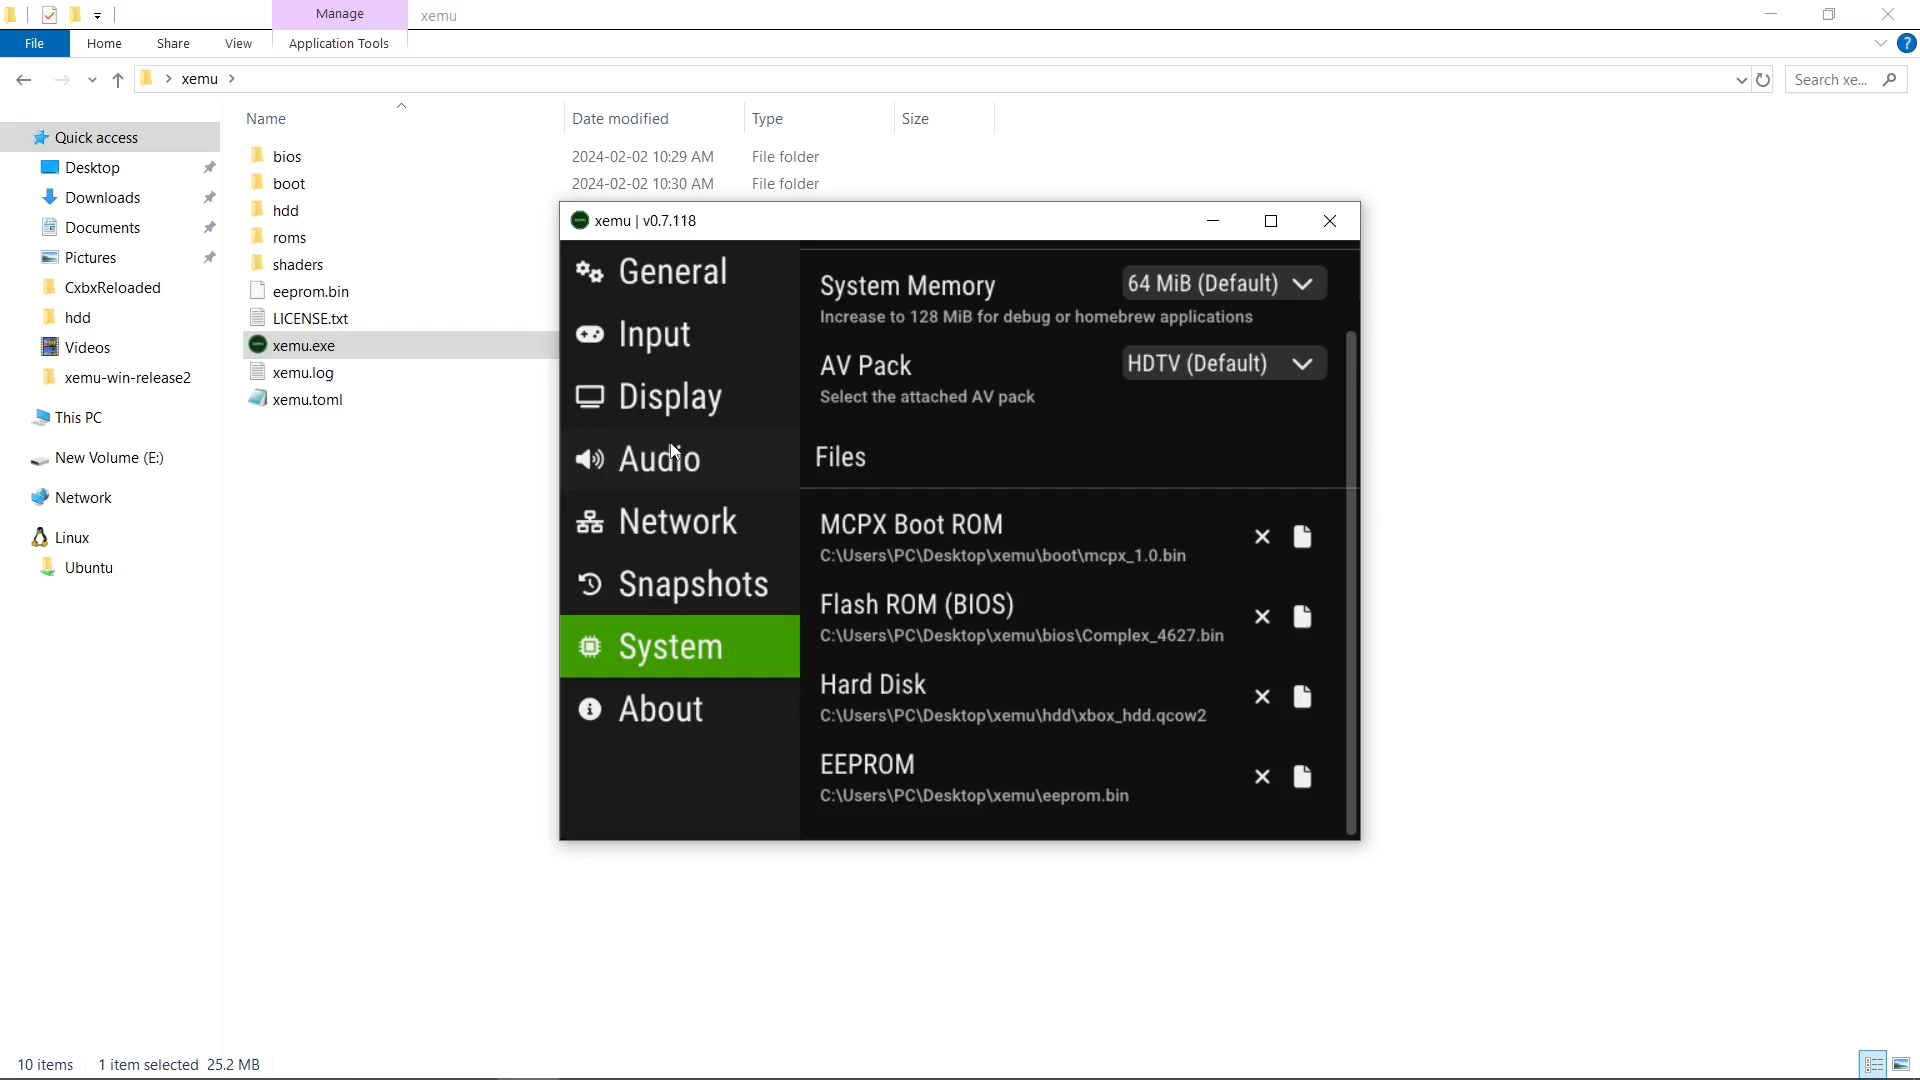 Manage
xemu
File
Home
Share
View
Application Tools
xemu
Search xe...
Name
Date modified
Type
Size
Quick access
Desktop
Downloads
Documents
Pictures
CxbxReloaded
hdd
Videos
xemu-win-release2
This PC
New Volume (E:)
Network
Linux
Ubuntu
bios
2024-02-02 10:29 AM
File folder
boot
2024-02-02 10:30 AM
File folder
hdd
roms
shaders
eeprom.bin
LICENSE.txt
xemu.exe
xemu.log
xemu.toml
xemu | v0.7.118
General
Input
Display
Audio
Network
Snapshots
System
About
System Memory
64 MiB (Default)
Increase to 128 MiB for debug or homebrew applications
AV Pack
HDTV (Default)
Select the attached AV pack
Files
MCPX Boot ROM
C:\Users\PC\Desktop\xemu\boot\mcpx_1.0.bin
Flash ROM (BIOS)
C:\Users\PC\Desktop\xemu\bios\Complex_4627.bin
Hard Disk
C:\Users\PC\Desktop\xemu\hdd\xbox_hdd.qcow2
EEPROM
C:\Users\PC\Desktop\xemu\eeprom.bin
10 items
1 item selected 25.2 MB